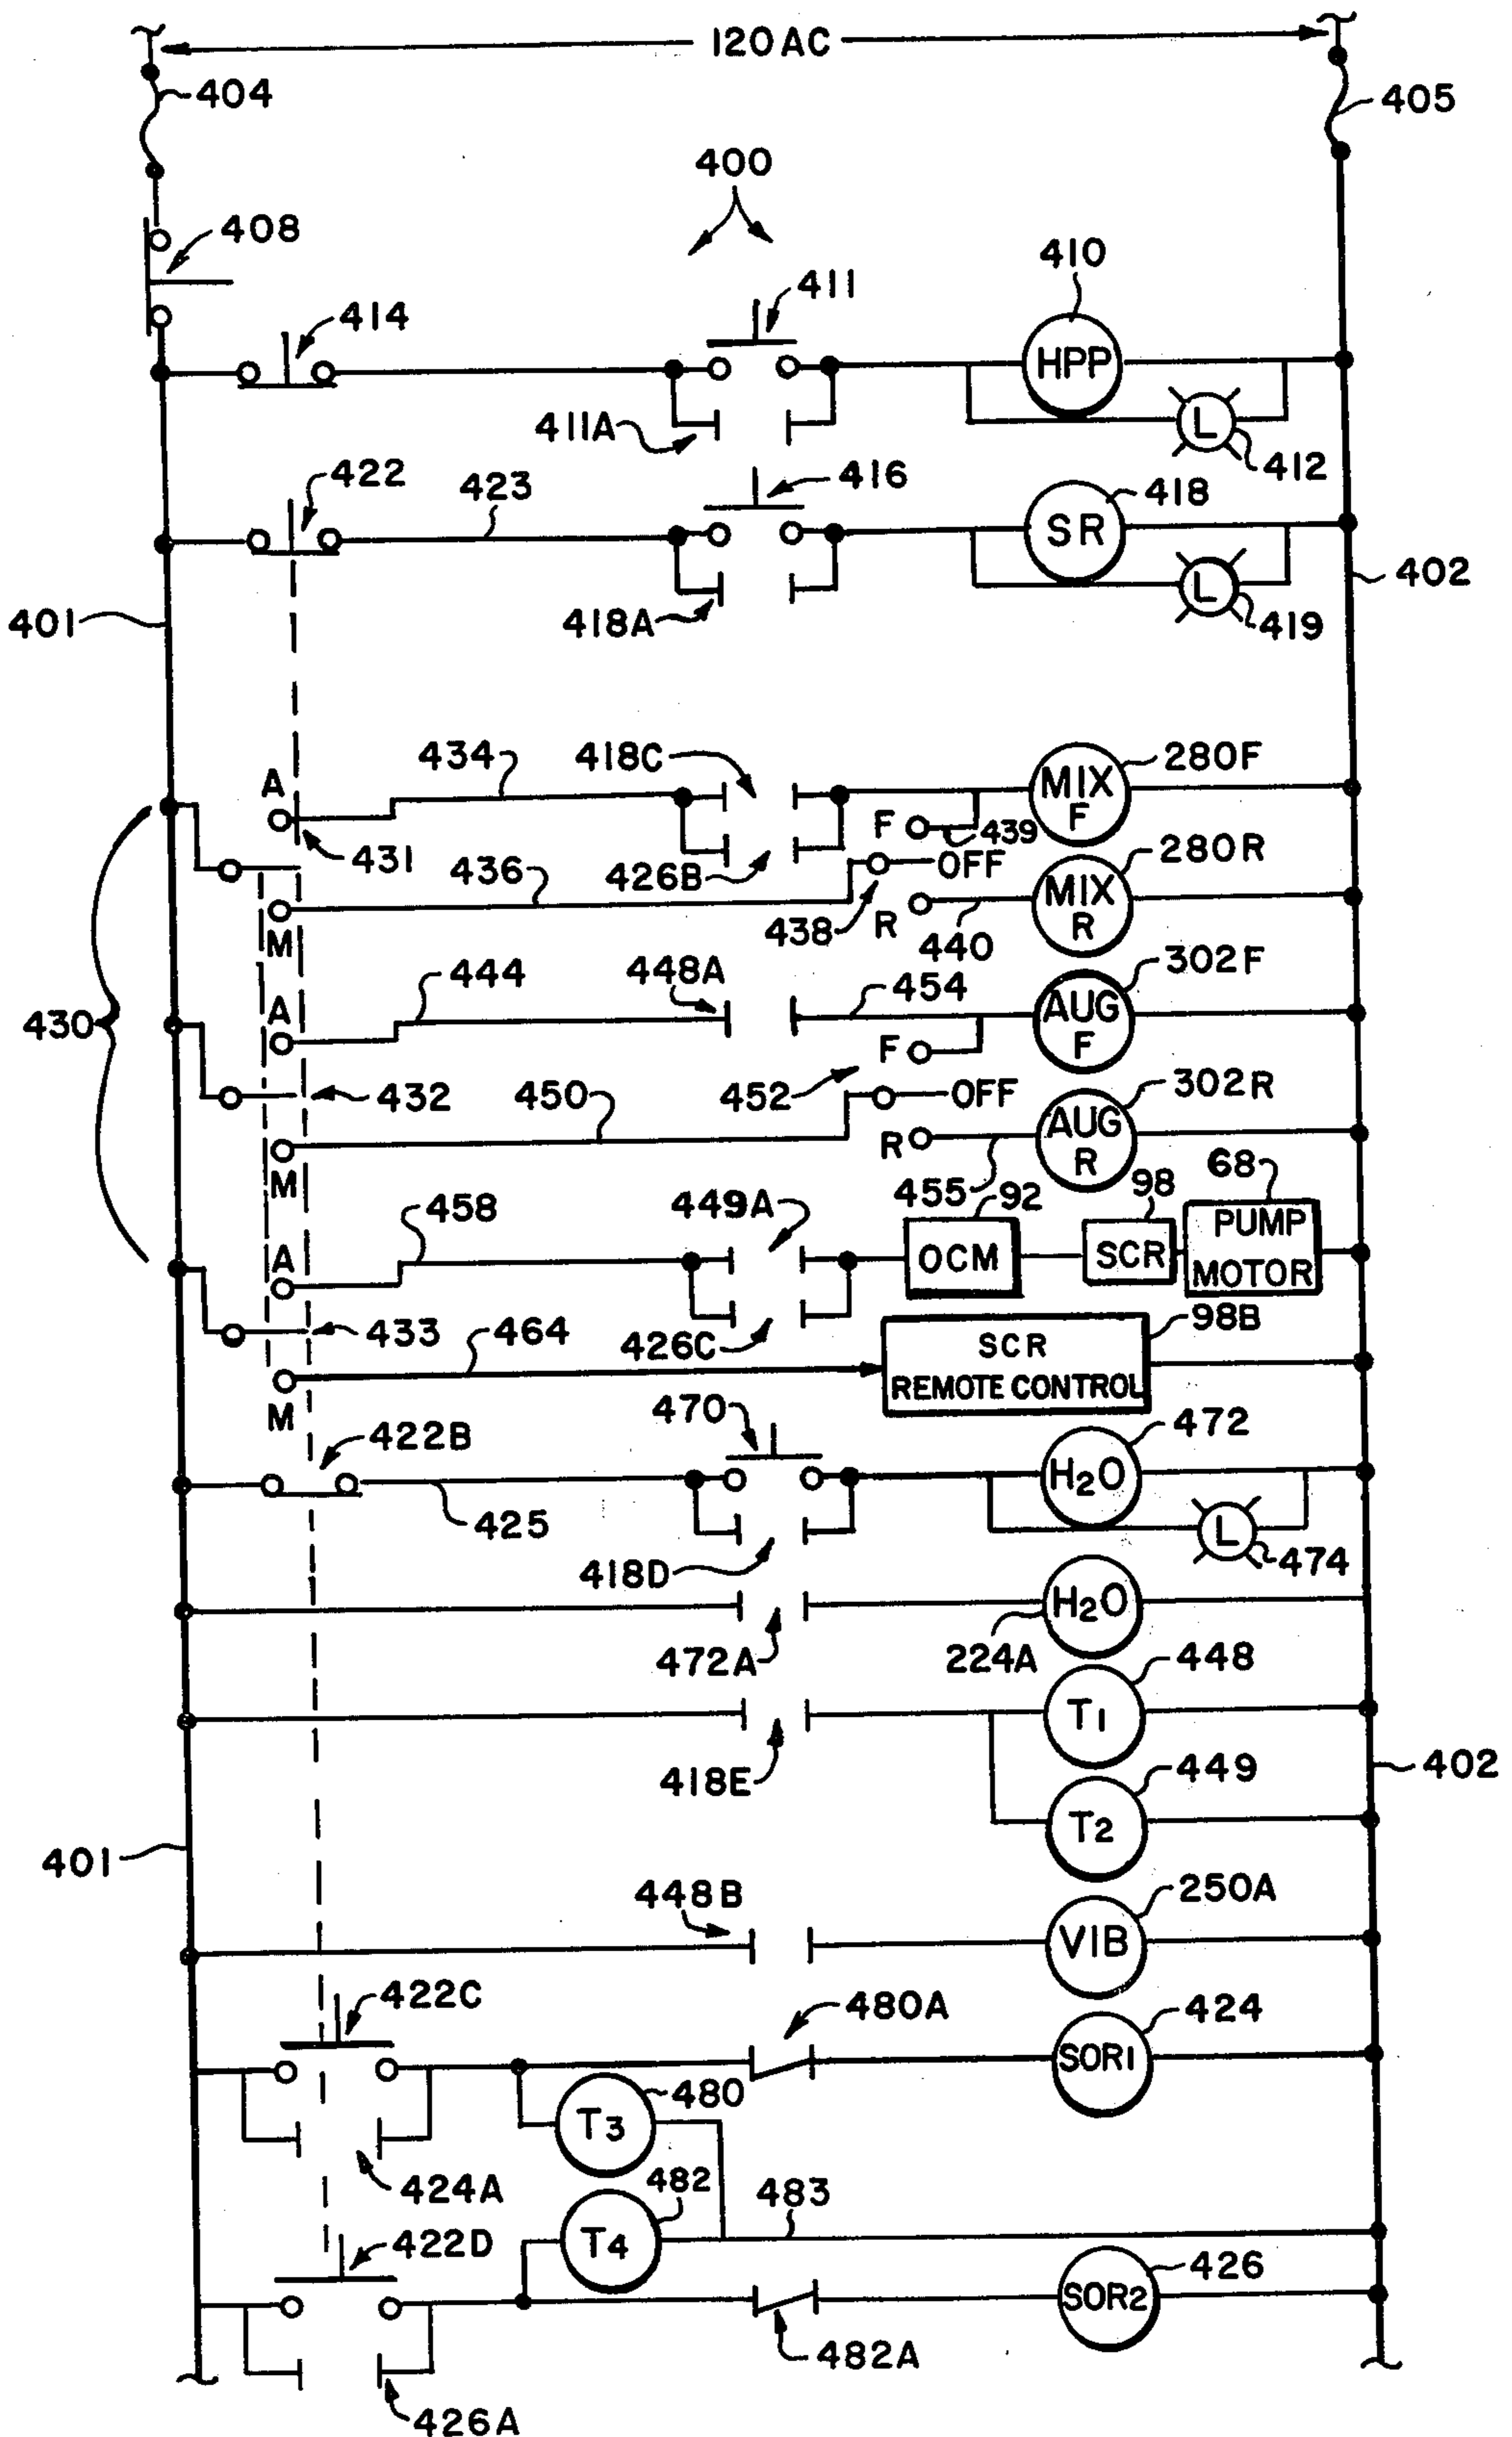 120AC
404
405
400
408
410
411
414
HPP
L
411A
412
422
423
416
418
SR
402
401
418A
L
419
434
418C
280F
A
MIX
F
F
439
431
426B
OFF
280R
436
MIX
R
M
438
R
440
444
448A
302F
A
454
AUG
F
430
F
432
450
452
OFF
302R
AUG
R
R
M
455
92
98
68
458
449A
PUMP
MOTOR
A
OCM
SCR
433
464
426C
98B
SCR
REMOTE CONTROL
M
470
422B
472
H2O
425
L
418D
474
H2O
472A
224A
448
T1
418E
449
402
T2
401
448B
250A
VIB
422C
480A
424
SOR1
480
T3
424A
482
483
T4
422D
426
SOR2
482A
426A